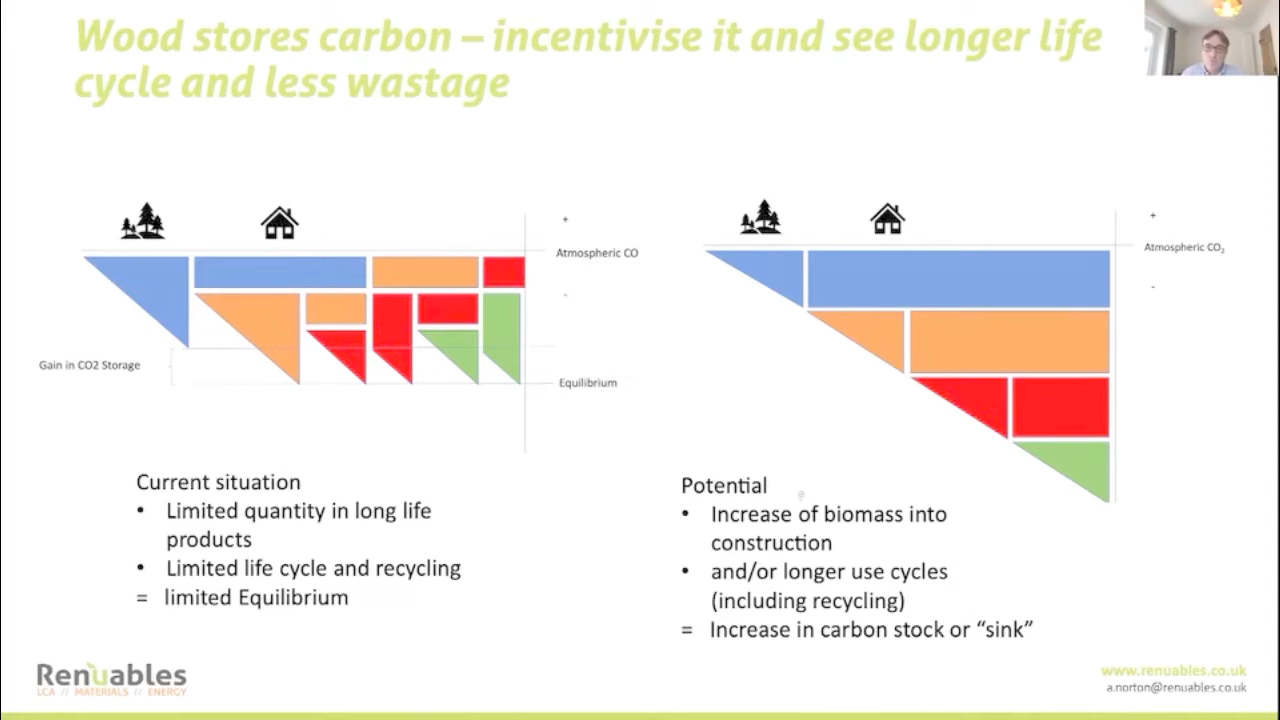 Wood stores carbon – incentivise it and see longer life
cycle and less wastage
+
Atmospheric CO
-
Gain in CO2 Storage
Equilibrium
+
Atmospheric CO₂
-
Current situation
• Limited quantity in long life
products
• Limited life cycle and recycling
= limited Equilibrium
Potential
• Increase of biomass into
construction
• and/or longer use cycles
(including recycling)
= Increase in carbon stock or “sink”
Renuables
LCA // MATERIALS // ENERGY
www.renuables.co.uk
a.norton@renuables.co.uk